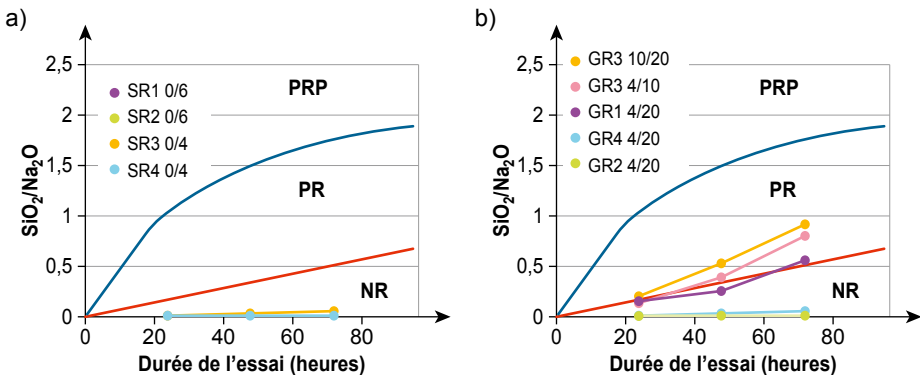 a)
SiO₂/Na₂O
2,5
2
1,5
1
0,5
0
SR1 0/6
SR2 0/6
SR3 0/4
SR4 0/4
PRP
PR
NR
0 20 40 60 80
Durée de l’essai (heures)
b)
SiO₂/Na₂O
2,5
2
1,5
1
0,5
0
GR3 10/20
GR3 4/10
GR1 4/20
GR4 4/20
GR2 4/20
PRP
PR
NR
0 20 40 60 80
Durée de l’essai (heures)